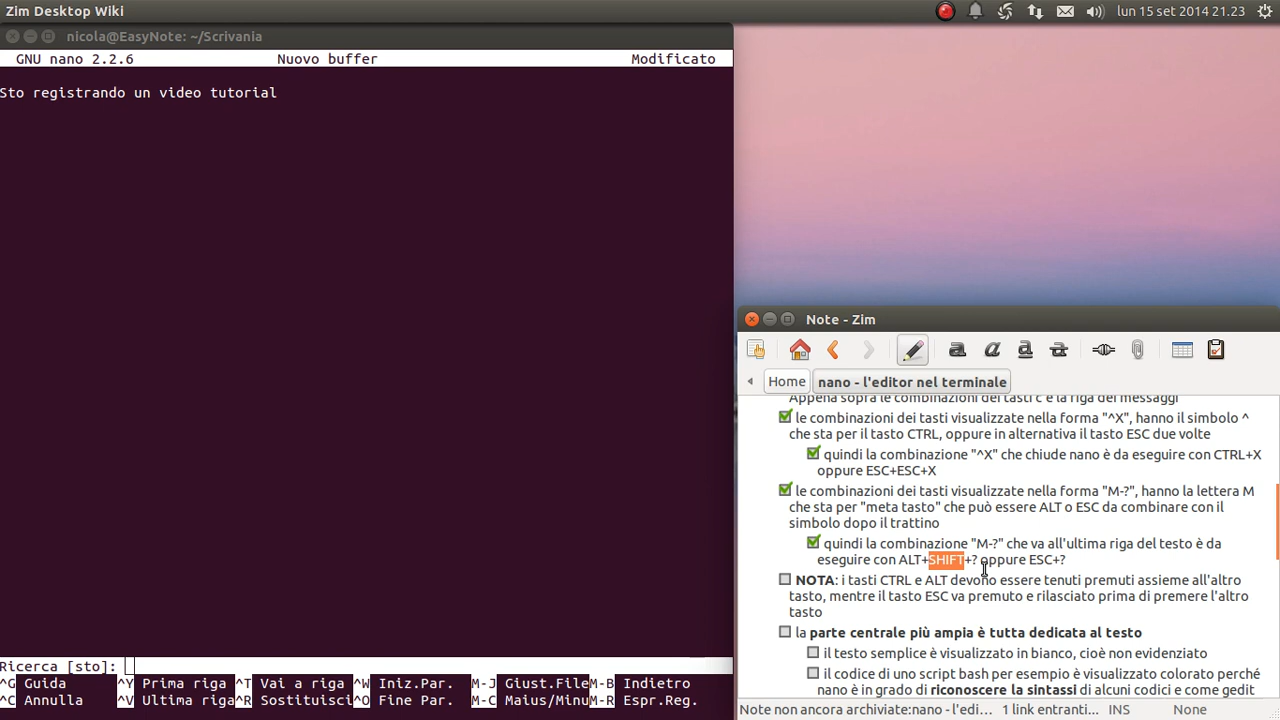 Zim Desktop Wiki
lun 15 set 2014 21.23
nicola@EasyNote: ~/Scrivania
GNU nano 2.2.6 Nuovo buffer Modificato
Sto registrando un video tutorial
Ricerca [sto]:
^G Guida ^Y Prima riga ^T Vai a riga ^W Iniz.Par. M-J Giust.File M-B Indietro
^C Annulla ^V Ultima riga ^R Sostituisci ^O Fine Par. M-C Maius/Minu M-R Espr.Reg.
Note - Zim
a a a a
Home nano - l'editor nel terminale
Appena sopra le combinazioni dei tasti c'è la riga dei messaggi
le combinazioni dei tasti visualizzate nella forma "^X", hanno il simbolo ^
che sta per il tasto CTRL, oppure in alternativa il tasto ESC due volte
quindi la combinazione "^X" che chiude nano è da eseguire con CTRL+X
oppure ESC+ESC+X
le combinazioni dei tasti visualizzate nella forma "M-?", hanno la lettera M
che sta per "meta tasto" che può essere ALT o ESC da combinare con il
simbolo dopo il trattino
quindi la combinazione "M-?" che va all'ultima riga del testo è da
eseguire con ALT+SHIFT+? oppure ESC+?
NOTA: i tasti CTRL e ALT devono essere tenuti premuti assieme all'altro
tasto, mentre il tasto ESC va premuto e rilasciato prima di premere l'altro
tasto
la parte centrale più ampia è tutta dedicata al testo
il testo semplice è visualizzato in bianco, cioè non evidenziato
il codice di uno script bash per esempio è visualizzato colorato perché
nano è in grado di riconoscere la sintassi di alcuni codici e come gedit
Note non ancora archiviate:nano - l'edi... 1 link entranti... INS None